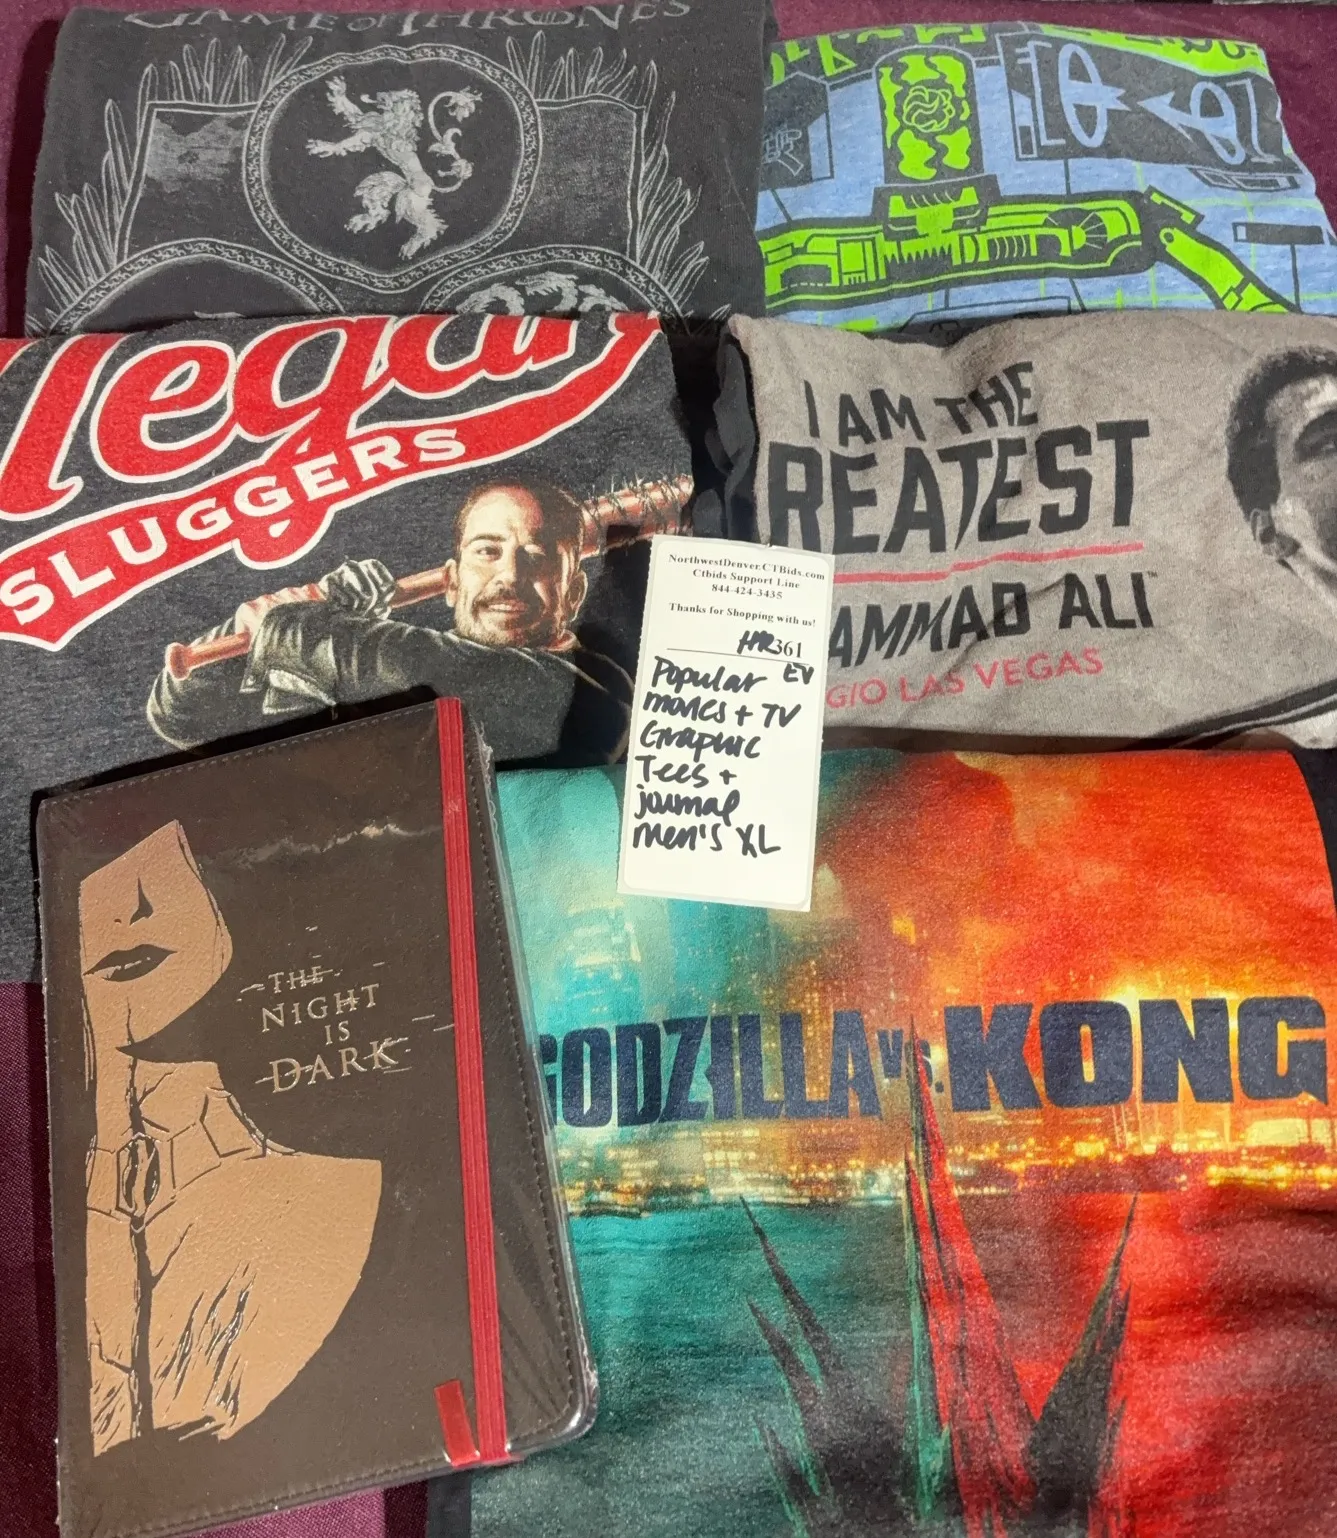 GAME OF THRONES
Negan
SLUGGERS
I AM THE
REATEST
AMMAD ALI™
GIO LAS VEGAS
NorthwestDenver.CTBids.com
Ctbids Support Line
844-424-3435
Thanks for Shopping with us!
HR361
EV
Popular
movies + TV
Graphic
Tees +
journal
Men's XL
THE
NIGHT
IS
DARK
GODZILLA vs. KONG